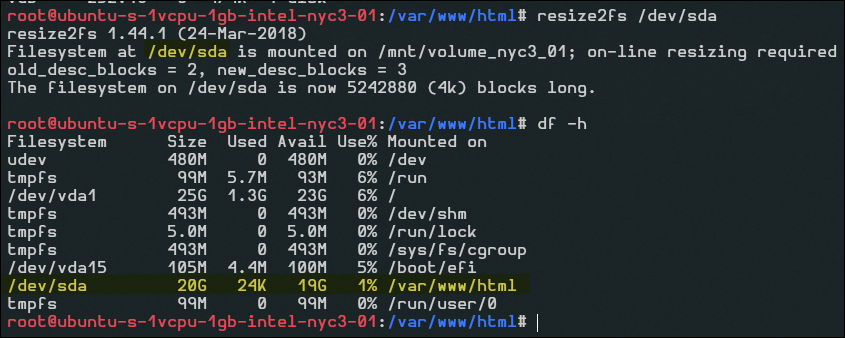 root@ubuntu-s-1vcpu-1gb-intel-nyc3-01:/var/www/html# resize2fs /dev/sda
resize2fs 1.44.1 (24-Mar-2018)
Filesystem at /dev/sda is mounted on /mnt/volume_nyc3_01; on-line resizing required
old_desc_blocks = 2, new_desc_blocks = 3
The filesystem on /dev/sda is now 5242880 (4k) blocks long.
root@ubuntu-s-1vcpu-1gb-intel-nyc3-01:/var/www/html# df -h
Filesystem      Size  Used Avail Use% Mounted on
udev            480M     0  480M   0% /dev
tmpfs            99M  5.7M   93M   6% /run
/dev/vda1        25G  1.3G   23G   6% /
tmpfs           493M     0  493M   0% /dev/shm
tmpfs           5.0M     0  5.0M   0% /run/lock
tmpfs           493M     0  493M   0% /sys/fs/cgroup
/dev/vda15      105M  4.4M  100M   5% /boot/efi
/dev/sda         20G   24K   19G   1% /var/www/html
tmpfs            99M     0   99M   0% /run/user/0
root@ubuntu-s-1vcpu-1gb-intel-nyc3-01:/var/www/html#